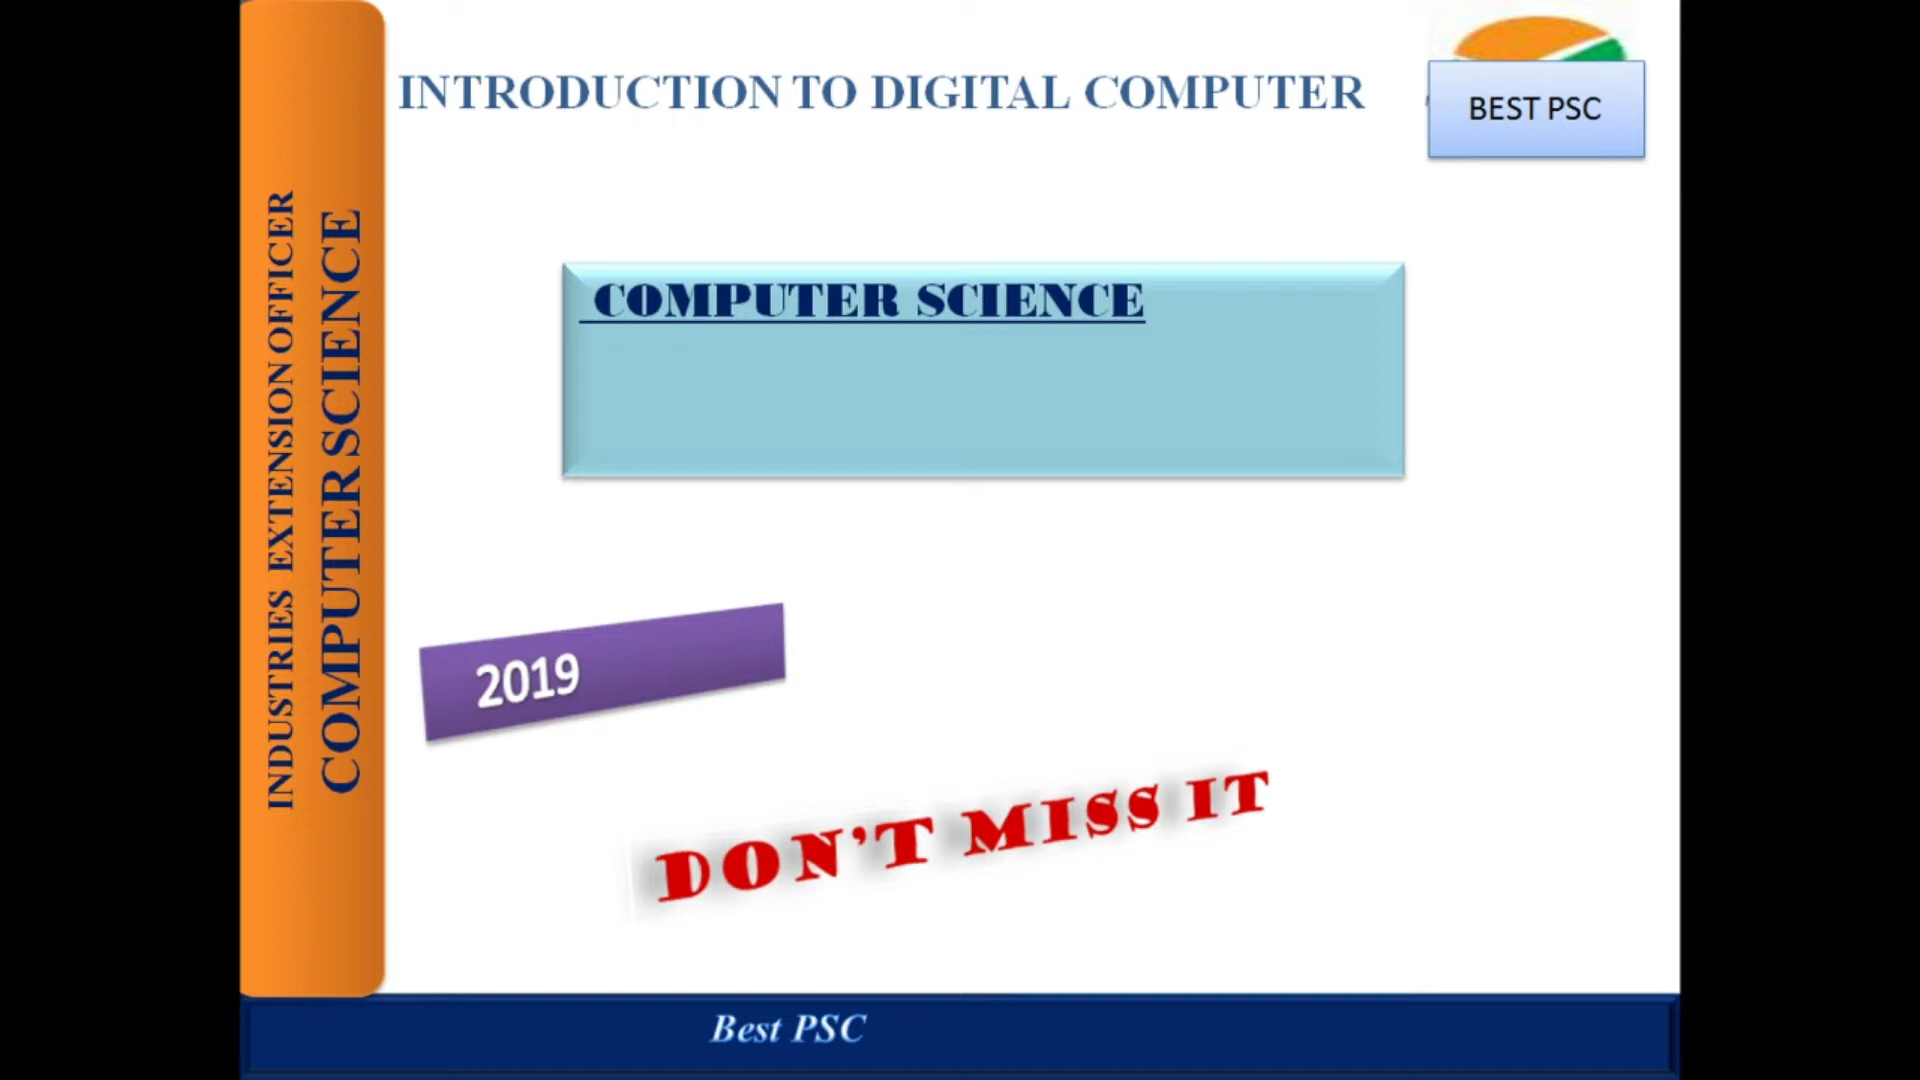 INTRODUCTION TO DIGITAL COMPUTER
BEST PSC
INDUSTRIES EXTENSION OFFICER
COMPUTER SCIENCE
COMPUTER SCIENCE
2019
DON'T MISS IT
Best PSC